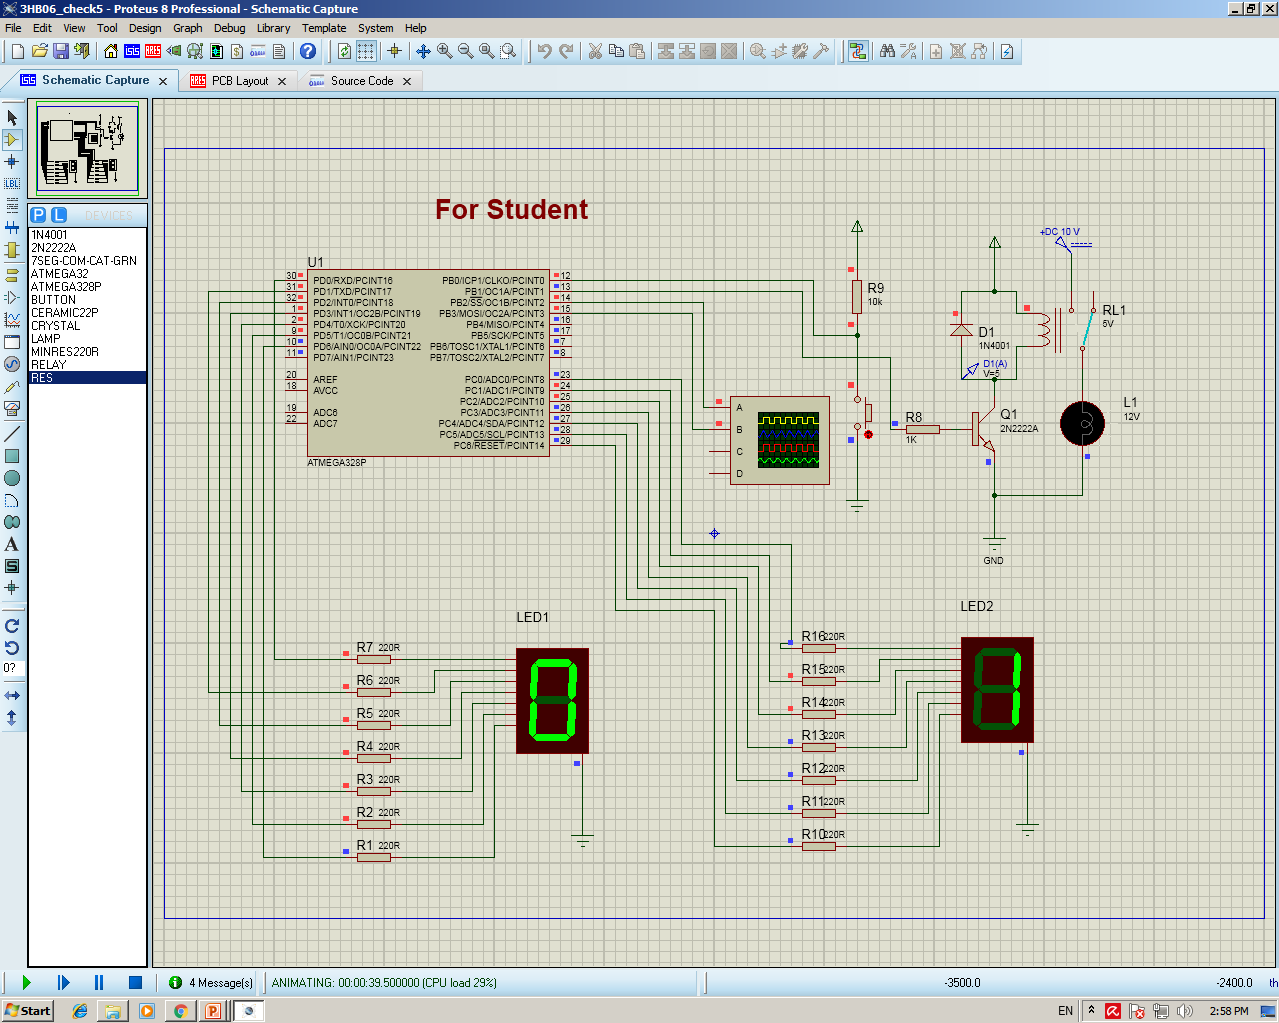 3HB06_check5 - Proteus 8 Professional - Schematic Capture
File Edit View Tool Design Graph Debug Library Template System Help
Schematic Capture PCB Layout Source Code
P L DEVICES
1N4001
2N2222A
7SEG-COM-CAT-GRN
ATMEGA32
ATMEGA328P
BUTTON
CERAMIC22P
CRYSTAL
LAMP
MINRES220R
RELAY
RES
For Student
U1
30 PD0/RXD/PCINT16 PB0/ICP1/CLKO/PCINT0 12
31 PD1/TXD/PCINT17 PB1/OC1A/PCINT1 13
32 PD2/INT0/PCINT18 PB2/SS/OC1B/PCINT2 14
1 PD3/INT1/OC2B/PCINT19 PB3/MOSI/OC2A/PCINT3 15
2 PD4/T0/XCK/PCINT20 PB4/MISO/PCINT4 16
9 PD5/T1/OC0B/PCINT21 PB5/SCK/PCINT5 17
10 PD6/AIN0/OC0A/PCINT22 PB6/TOSC1/XTAL1/PCINT6 7
11 PD7/AIN1/PCINT23 PB7/TOSC2/XTAL2/PCINT7 8
20 AREF PC0/ADC0/PCINT8 23
18 AVCC PC1/ADC1/PCINT9 24
PC2/ADC2/PCINT10 25
19 ADC6 PC3/ADC3/PCINT11 26
22 ADC7 PC4/ADC4/SDA/PCINT12 27
PC5/ADC5/SCL/PCINT13 28
PC6/RESET/PCINT14 29
ATMEGA328P
A
B
C
D
R9
10k
R8
1K
+DC 10 V
RL1
5V
D1
1N4001
D1(A)
V=5
Q1
2N2222A
L1
12V
GND
LED1
R7 220R
R6 220R
R5 220R
R4 220R
R3 220R
R2 220R
R1 220R
LED2
R16 220R
R15 220R
R14 220R
R13 220R
R12 220R
R11 220R
R10 220R
0?
4 Message(s) ANIMATING: 00:00:39.500000 (CPU load 29%) -3500.0 -2400.0 th
Start EN 2:58 PM